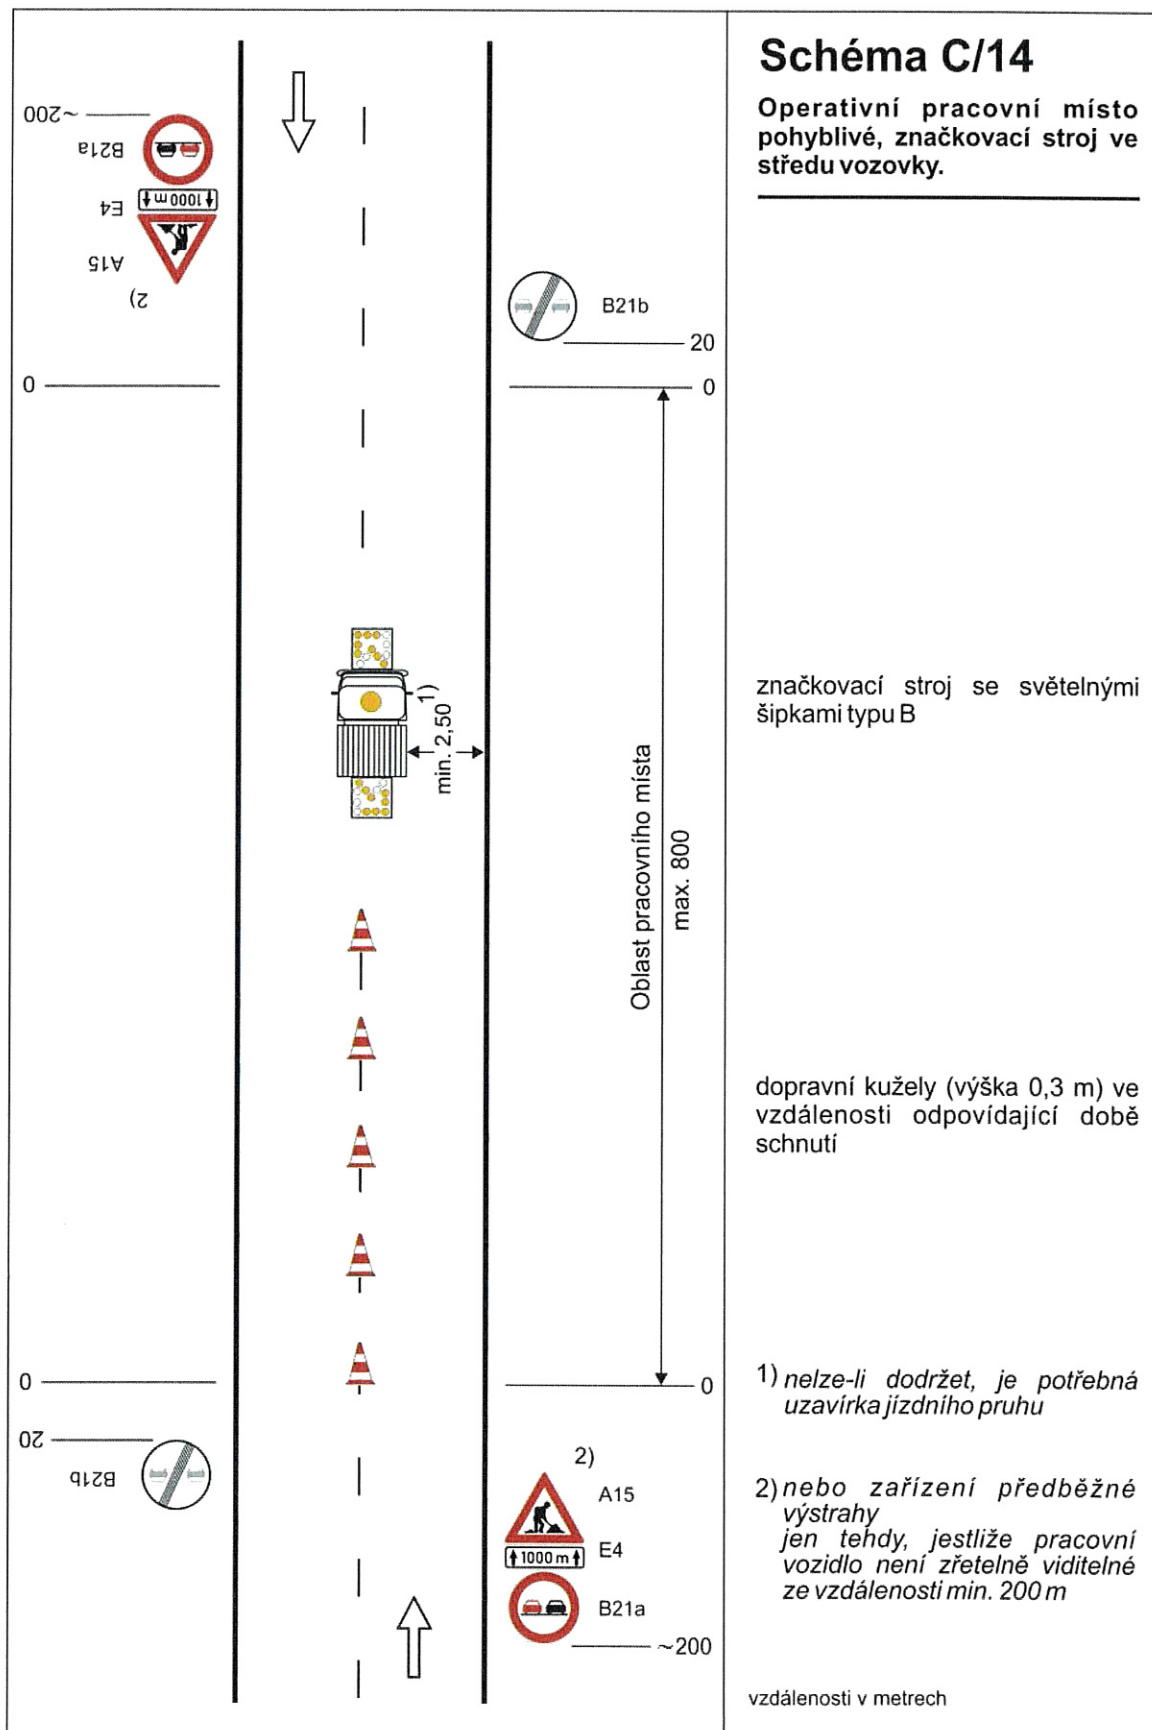 Schéma C/14
Operativní pracovní místo
pohyblivé, značkovací stroj ve
středu vozovky.
~200
B21a
1000 m
E4
A15
2)
B21b
20
0
0
1)
min. 2,50
značkovací stroj se světelnými
šipkami typu B
Oblast pracovního místa
max. 800
dopravní kužely (výška 0,3 m) ve
vzdálenosti odpovídající době
schnutí
0
0
20
B21b
1) nelze-li dodržet, je potřebná
uzavírka jízdního pruhu
2)
A15
1000 m
E4
B21a
~200
2) nebo zařízení předběžné
výstrahy
jen tehdy, jestliže pracovní
vozidlo není zřetelně viditelné
ze vzdálenosti min. 200 m
vzdálenosti v metrech